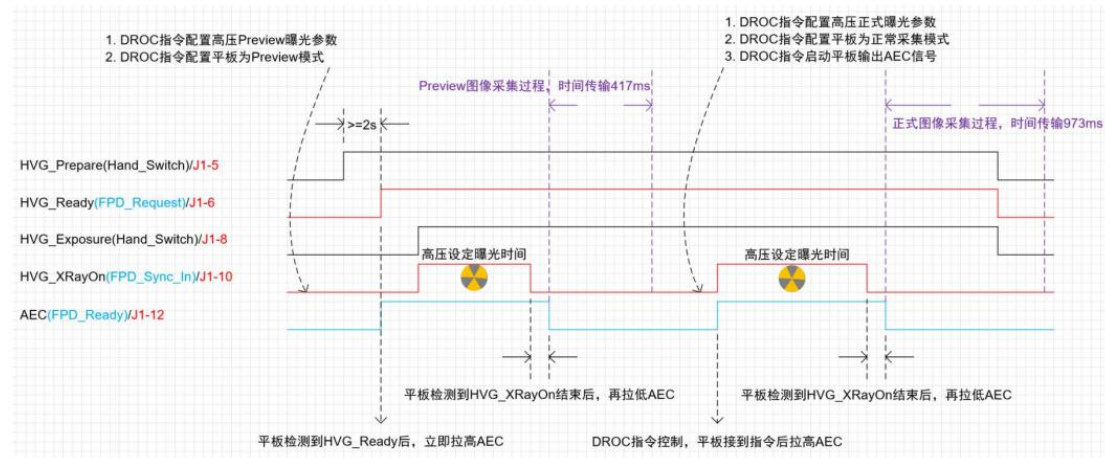 1. DROC指令配置高压Preview曝光参数
2. DROC指令配置平板为Preview模式
1. DROC指令配置高压正式曝光参数
2. DROC指令配置平板为正常采集模式
3. DROC指令启动平板输出AEC信号
Preview图像采集过程，时间传输417ms
>=2s
正式图像采集过程，时间传输973ms
HVG_Prepare(Hand_Switch)/J1-5
HVG_Ready(FPD_Request)/J1-6
HVG_Exposure(Hand_Switch)/J1-8
高压设定曝光时间
高压设定曝光时间
HVG_XRayOn(FPD_Sync_In)/J1-10
AEC(FPD_Ready)/J1-12
平板检测到HVG_XRayOn结束后，再拉低AEC
平板检测到HVG_XRayOn结束后，再拉低AEC
平板检测到HVG_Ready后，立即拉高AEC
DROC指令控制，平板接到指令后拉高AEC